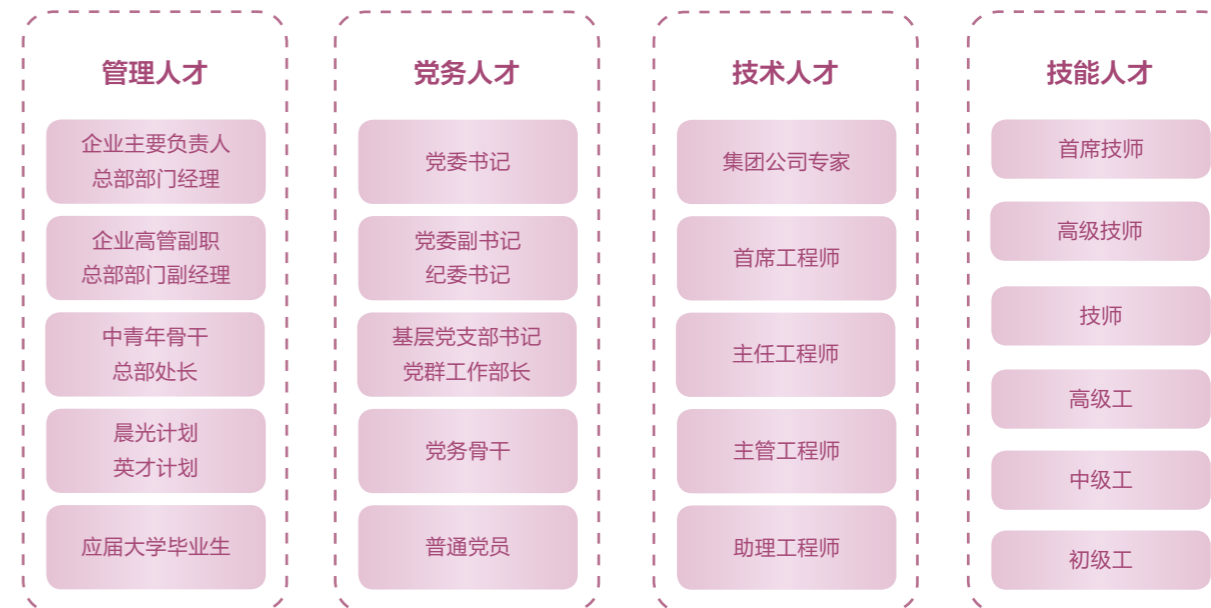 管理人才
企业主要负责人
总部部门经理
企业高管副职
总部部门副经理
中青年骨干
总部处长
晨光计划
英才计划
应届大学毕业生
党务人才
党委书记
党委副书记
纪委书记
基层党支部书记
党群工作部长
党务骨干
普通党员
技术人才
集团公司专家
首席工程师
主任工程师
主管工程师
助理工程师
技能人才
首席技师
高级技师
技师
高级工
中级工
初级工